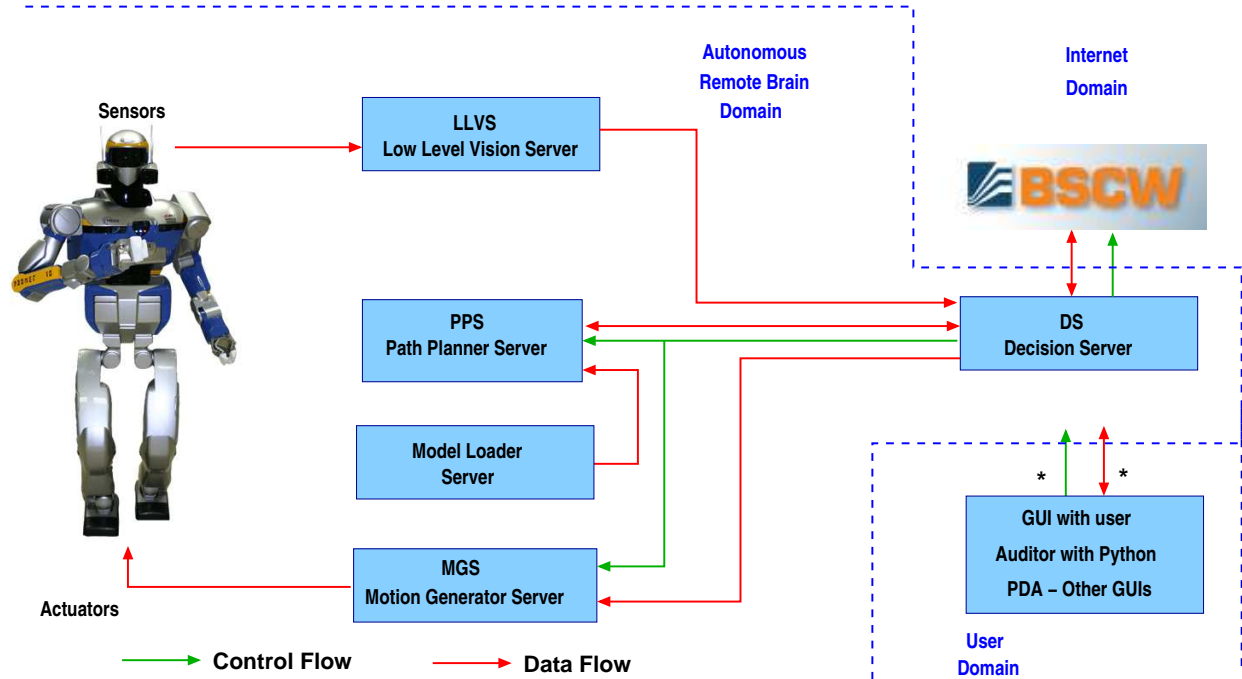 Autonomous
Remote Brain
Domain
Internet
Domain
Sensors
LLVS
Low Level Vision Server
BSCW
PPS
Path Planner Server
DS
Decision Server
Model Loader
Server
* *
GUI with user
Auditor with Python
PDA – Other GUIs
MGS
Motion Generator Server
Actuators
User
Domain
Control Flow
Data Flow